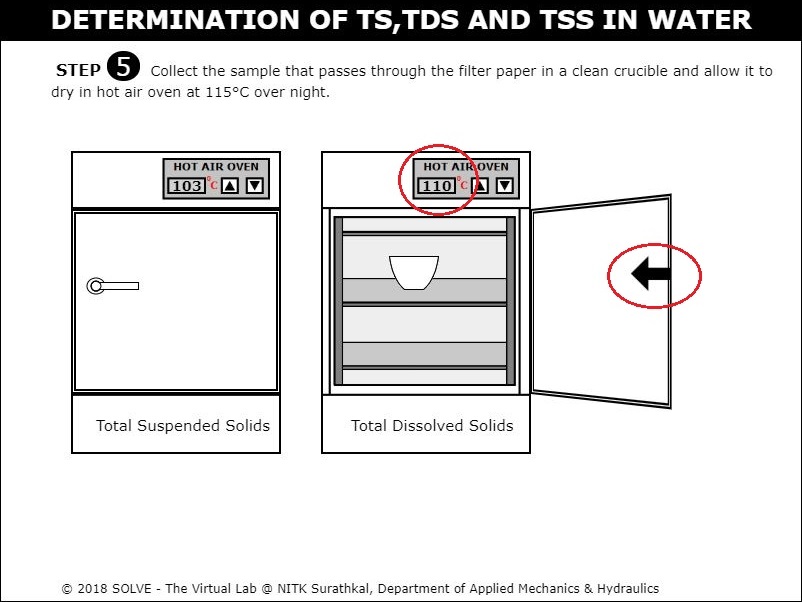 DETERMINATION OF TS,TDS AND TSS IN WATER
STEP 5 Collect the sample that passes through the filter paper in a clean crucible and allow it to
dry in hot air oven at 115°C over night.
HOT AIR OVEN
103 °C
HOT AIR OVEN
110 °C
Total Suspended Solids
Total Dissolved Solids
© 2018 SOLVE - The Virtual Lab @ NITK Surathkal, Department of Applied Mechanics & Hydraulics